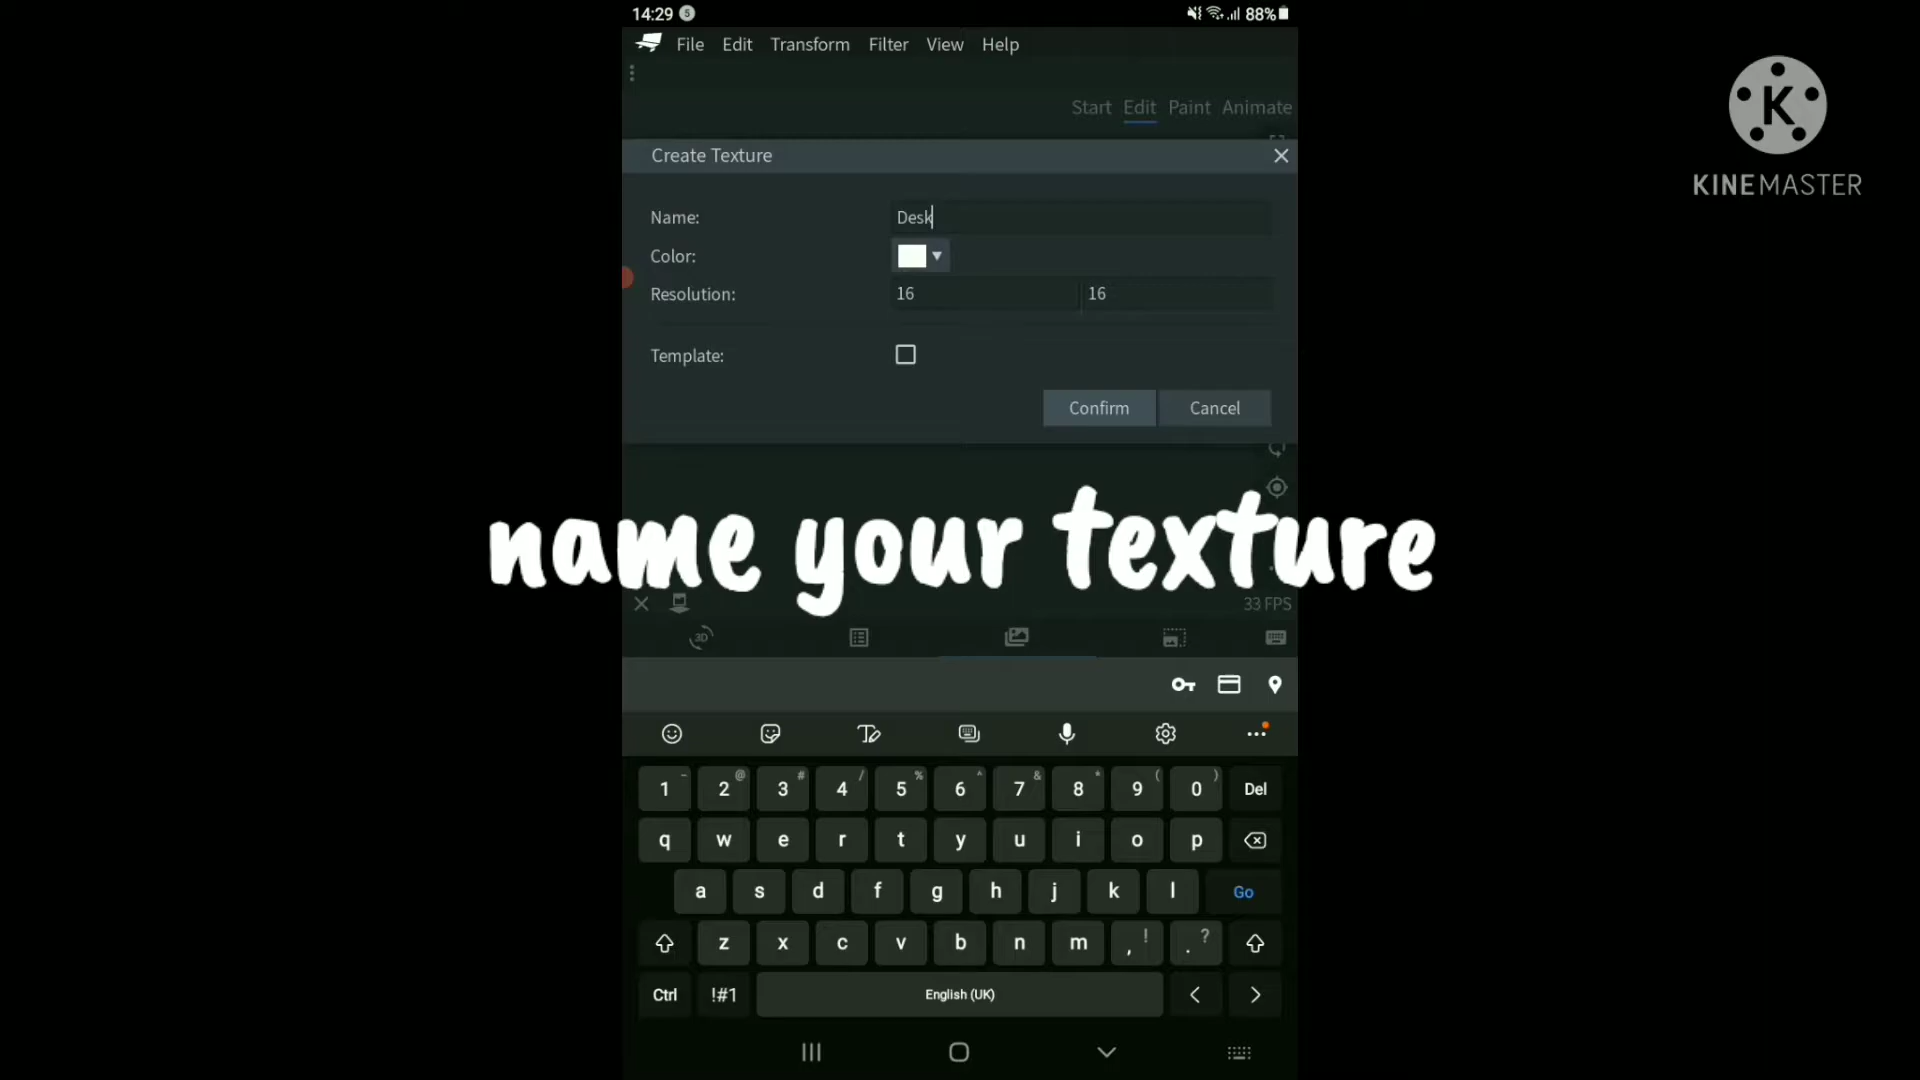 14:29 5 88%
File Edit Transform Filter View Help
Start Edit Paint Animate
Create Texture
Name: Desk
Color:
Resolution: 16 16
Template:
Confirm Cancel
K
KINEMASTER
name your texture
33 FPS
3D
1 - 2 @ 3 # 4 / 5 % 6 ^ 7 & 8 * 9 ( 0 ) Del
q w e r t y u i o p
a s d f g h j k l Go
z x c v b n m , ! . ?
Ctrl !#1 English (UK) < >